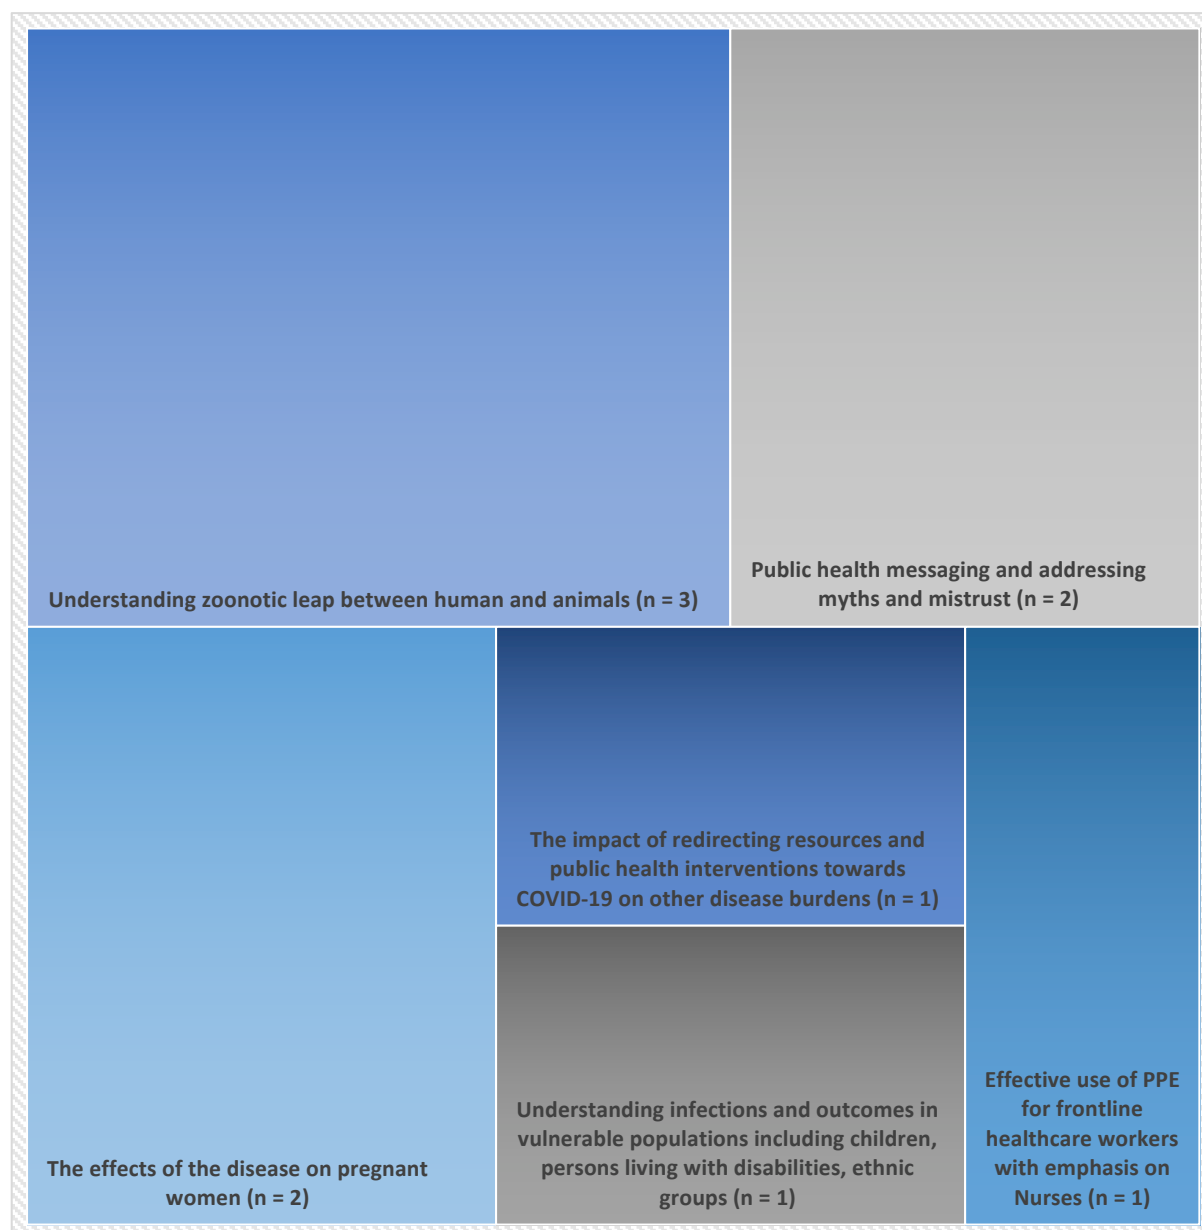 Understanding zoonotic leap between human and animals (n = 3)
Public health messaging and addressing
myths and mistrust (n = 2)
The effects of the disease on pregnant
women (n = 2)
The impact of redirecting resources and
public health interventions towards
COVID-19 on other disease burdens (n = 1)
Understanding infections and outcomes in
vulnerable populations including children,
persons living with disabilities, ethnic
groups (n = 1)
Effective use of PPE
for frontline
healthcare workers
with emphasis on
Nurses (n = 1)